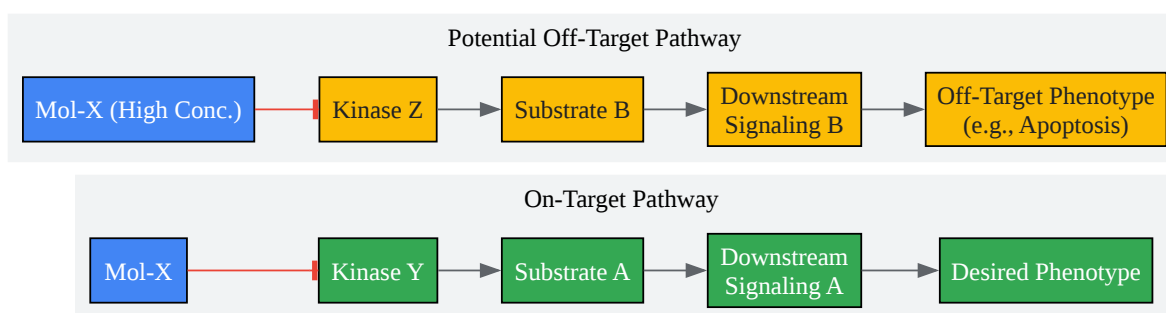 Potential Off-Target Pathway
Mol-X (High Conc.)
Kinase Z
Substrate B
Downstream
Signaling B
Off-Target Phenotype
(e.g., Apoptosis)
On-Target Pathway
Mol-X
Kinase Y
Substrate A
Downstream
Signaling A
Desired Phenotype